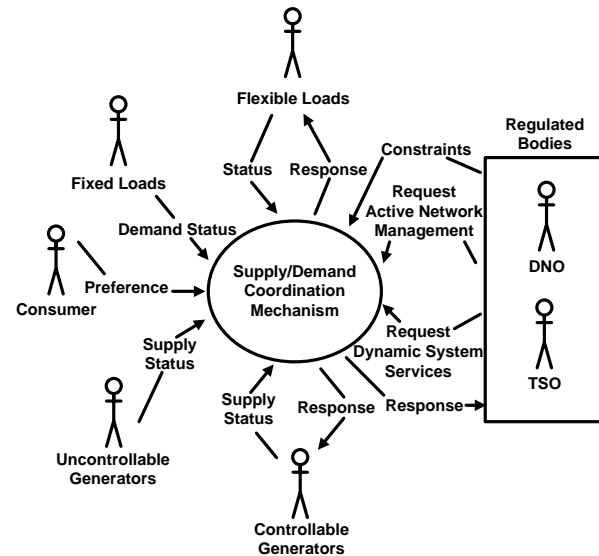 Flexible Loads
Regulated
Bodies
Fixed Loads
Status
Response
Constraints
Request
Active Network
Management
Demand Status
DNO
Supply/Demand
Coordination
Mechanism
Preference
Consumer
Supply
Status
Request
Dynamic System
Services
TSO
Supply
Status
Response
Response
Uncontrollable
Generators
Controllable
Generators